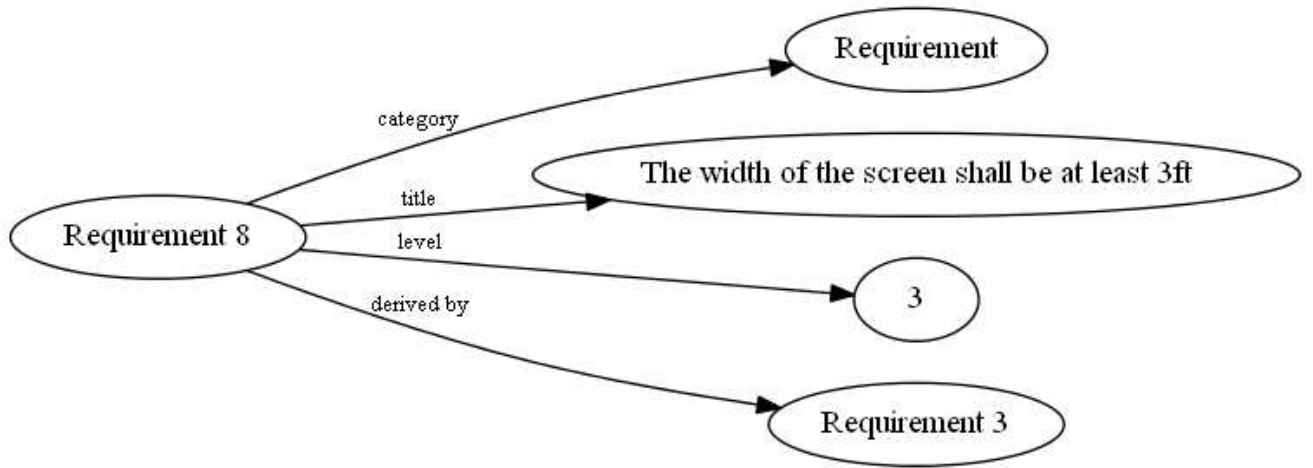 Requirement
category
The width of the screen shall be at least 3ft
title
Requirement 8
level
3
derived by
Requirement 3